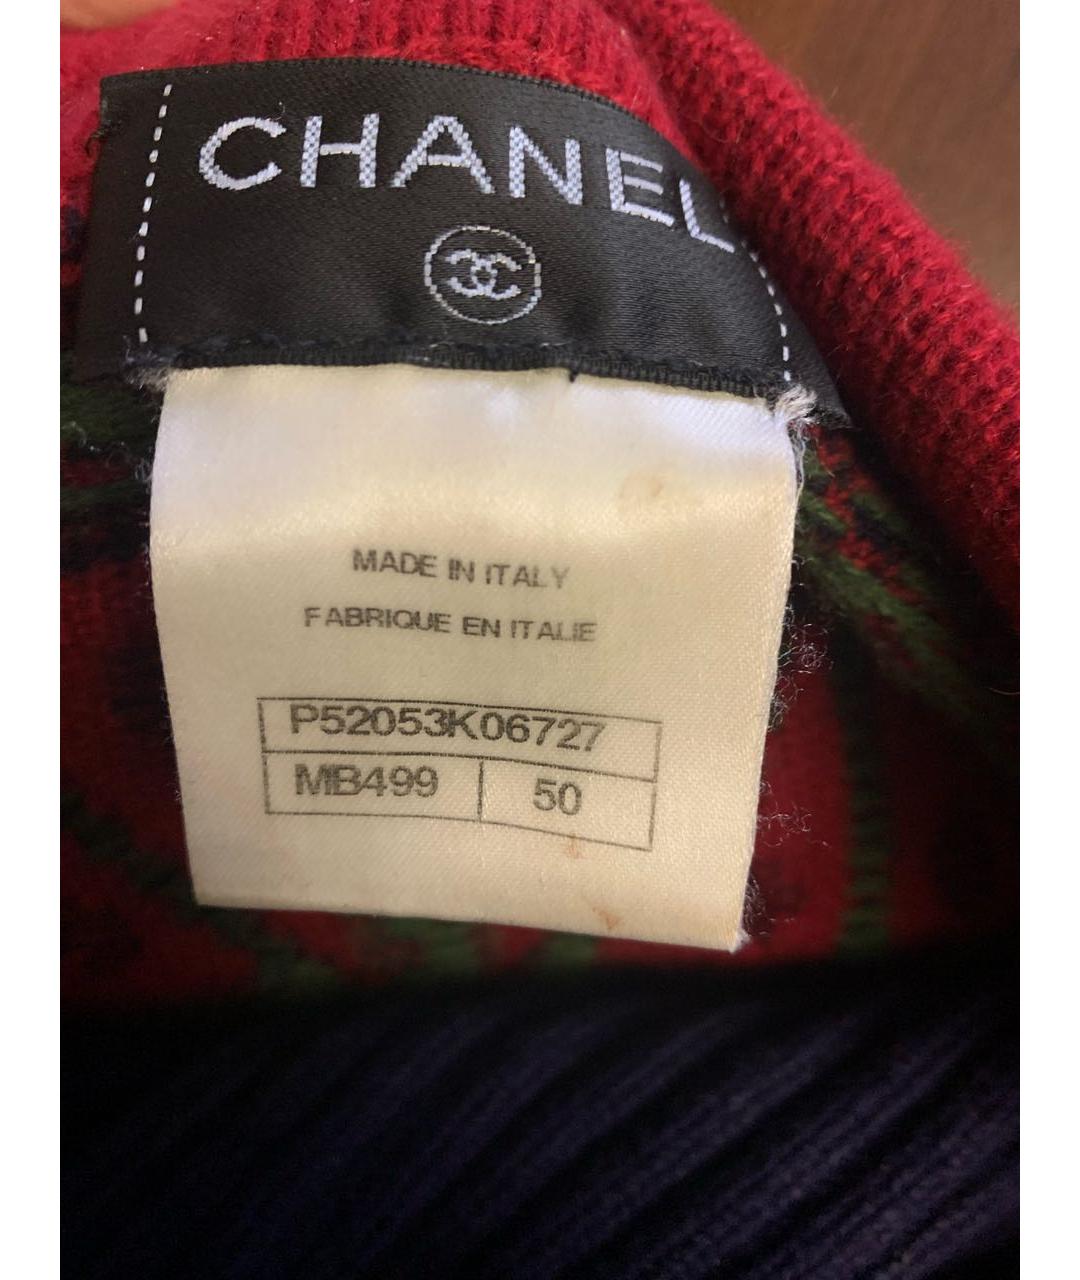 CHANEL
MADE IN ITALY
FABRIQUE EN ITALIE
P52053K06727
MB499 50